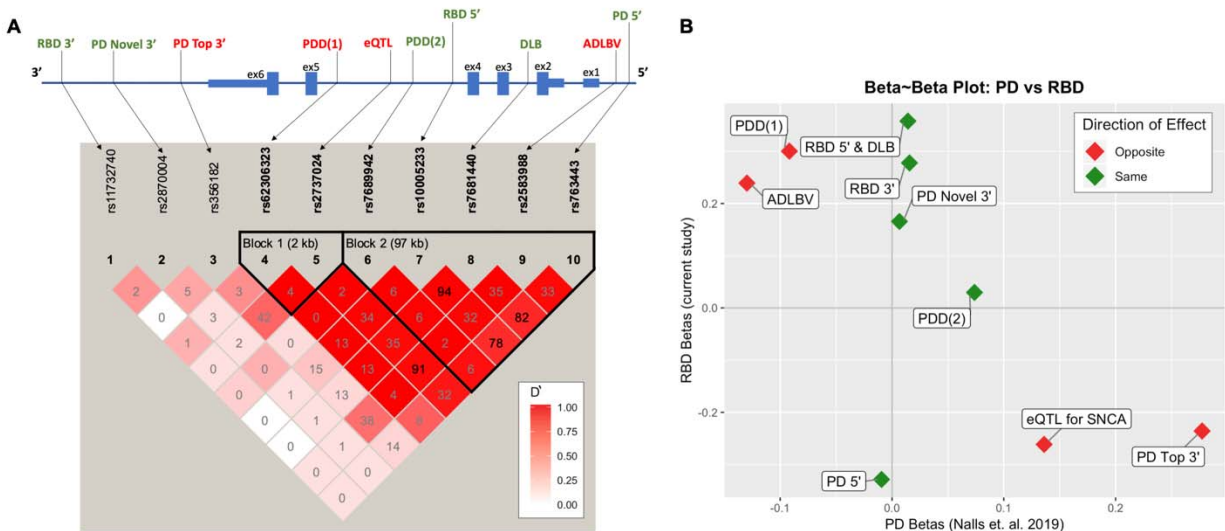 A
RBD 3' PD Novel 3' PD Top 3' PDD(1) eQTL PDD(2) RBD 5' DLB ADLBV PD 5'
3' ex6 ex5 ex4 ex3 ex2 ex1 5'
rs11732740 rs2870004 rs356182 rs62306323 rs2737024 rs7689942 rs10005233 rs7681440 rs2583988 rs763443
Block 1 (2 kb) Block 2 (97 kb)
1 2 3 4 5 6 7 8 9 10
2 5 3 4 2 6 94 35 33
0 3 42 0 34 6 32 82
1 2 0 13 35 2 78
0 0 15 13 91 6
0 1 13 4 32
0 1 38 8
0 1 14
0 0
0
D'
1.00
0.75
0.50
0.25
0.00
B
Beta~Beta Plot: PD vs RBD
Direction of Effect
Opposite
Same
PDD(1)
RBD 5' & DLB
RBD 3'
ADLBV
PD Novel 3'
PDD(2)
eQTL for SNCA
PD Top 3'
PD 5'
RBD Betas (current study)
0.2
0.0
-0.2
-0.1 0.0 0.1 0.2
PD Betas (Nalls et. al. 2019)